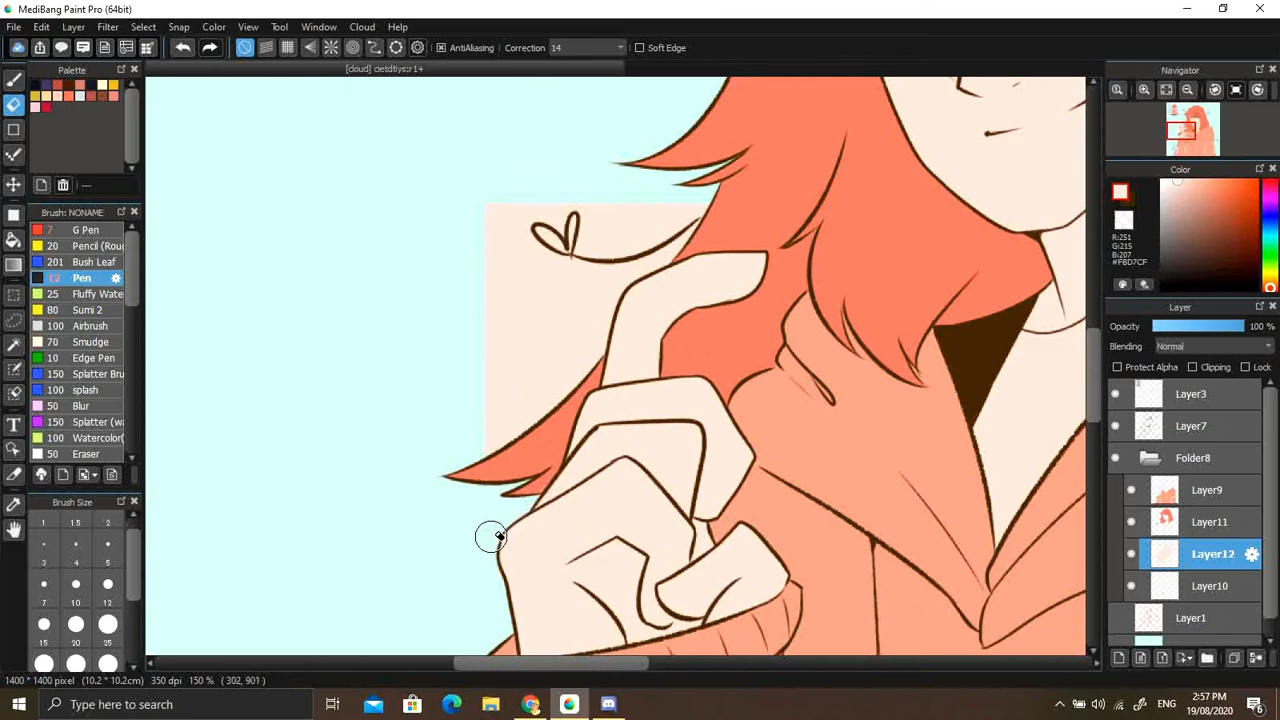 MediBang Paint Pro (64bit)
File Edit Layer Filter Select Snap Color View Tool Window Cloud Help
AntiAliasing Correction 14 Soft Edge
[cloud] cietdtiys:r14
Palette
---
Brush: NONAME
7 G Pen
20 Pencil (Roug
201 Bush Leaf
Pen
25 Fluffy Wate
80 Sumi 2
100 Airbrush
70 Smudge
10 Edge Pen
150 Splatter Bru
100 splash
50 Blur
150 Splatter (wa
100 Watercolor(
50 Eraser
Brush Size
1 1.5 2
3 4 5
7 10 12
15 20 25
Navigator
Color
R:251
G:215
B:207
#FBD7CF
Layer
Opacity 100 %
Blending Normal
Protect Alpha Clipping Lock
Layer3
Layer7
Folder8
Layer9
Layer11
Layer12
Layer10
Layer1
1400 * 1400 pixel (10.2 * 10.2cm) 350 dpi 150 % ( 302, 901 )
Type here to search
ENG
2:57 PM
19/08/2020
6